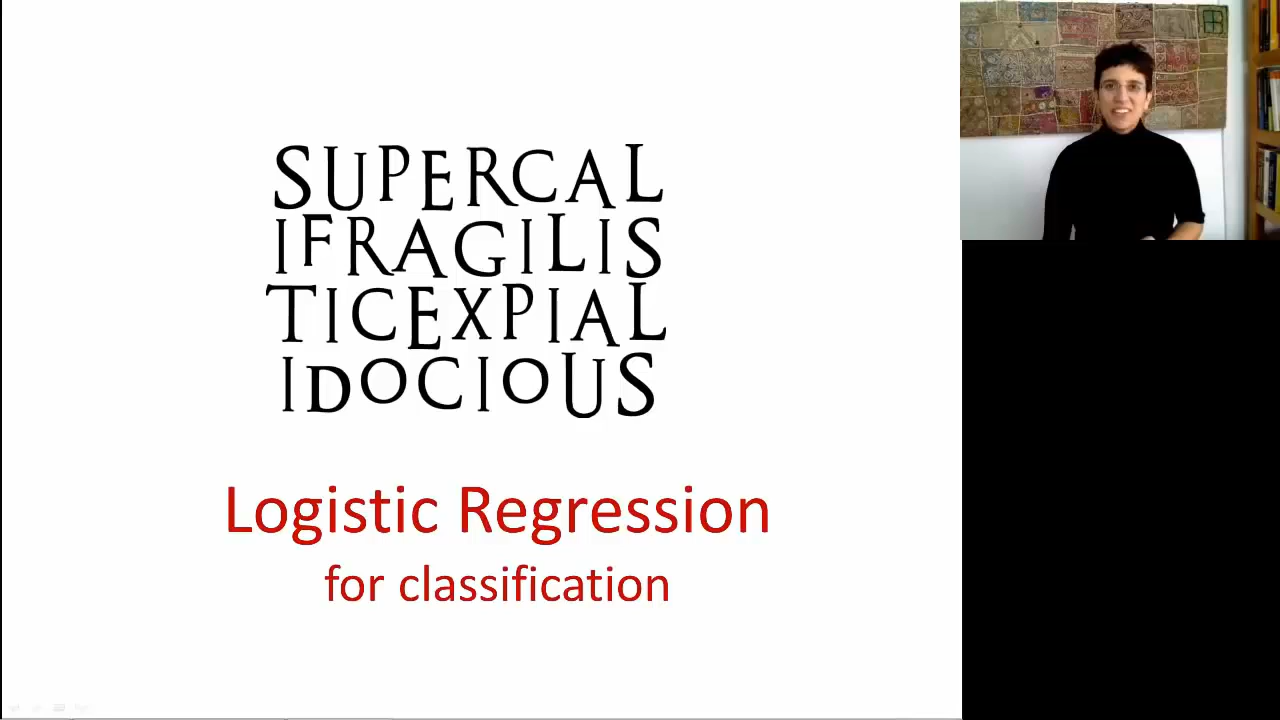 SUPERCAL
IFRAGILIS
TICEXPIAL
IDOCIOUS
Logistic Regression
for classification